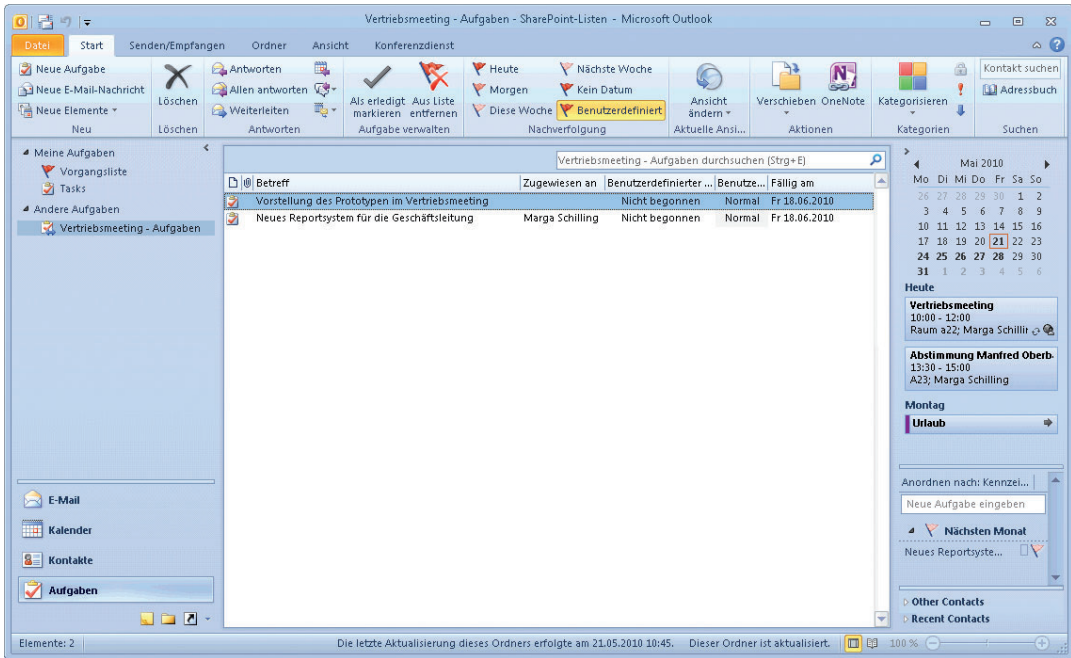 Vertriebsmeeting - Aufgaben - SharePoint-Listen - Microsoft Outlook
Datei Start Senden/Empfangen Ordner Ansicht Konferenzdienst
Neue Aufgabe
Neue E-Mail-Nachricht
Neue Elemente
Neu
Löschen
Löschen
Antworten
Allen antworten
Weiterleiten
Antworten
Als erledigt markieren
Aus Liste entfernen
Aufgabe verwalten
Heute
Morgen
Diese Woche
Nächste Woche
Kein Datum
Benutzerdefiniert
Nachverfolgung
Ansicht ändern
Aktuelle Ansi...
Verschieben OneNote
Aktionen
Kategorisieren
Kategorien
Kontakt suchen
Adressbuch
Suchen
Meine Aufgaben
Vorgangsliste
Tasks
Andere Aufgaben
Vertriebsmeeting - Aufgaben
E-Mail
Kalender
Kontakte
Aufgaben
Vertriebsmeeting - Aufgaben durchsuchen (Strg+E)
Betreff Zugewiesen an Benutzerdefinierter ... Benutze... Fällig am
Vorstellung des Prototypen im Vertriebsmeeting Nicht begonnen Normal Fr 18.06.2010
Neues Reportsystem für die Geschäftsleitung Marga Schilling Nicht begonnen Normal Fr 18.06.2010
Mai 2010
Mo Di Mi Do Fr Sa So
26 27 28 29 30 1 2
3 4 5 6 7 8 9
10 11 12 13 14 15 16
17 18 19 20 21 22 23
24 25 26 27 28 29 30
31 1 2 3 4 5 6
Heute
Vertriebsmeeting
10:00 - 12:00
Raum a22; Marga Schillir
Abstimmung Manfred Oberb
13:30 - 15:00
A23; Marga Schilling
Montag
Urlaub
Anordnen nach: Kennzei...
Neue Aufgabe eingeben
Nächsten Monat
Neues Reportsyste...
Other Contacts
Recent Contacts
Elemente: 2 Die letzte Aktualisierung dieses Ordners erfolgte am 21.05.2010 10:45. Dieser Ordner ist aktualisiert. 100 %